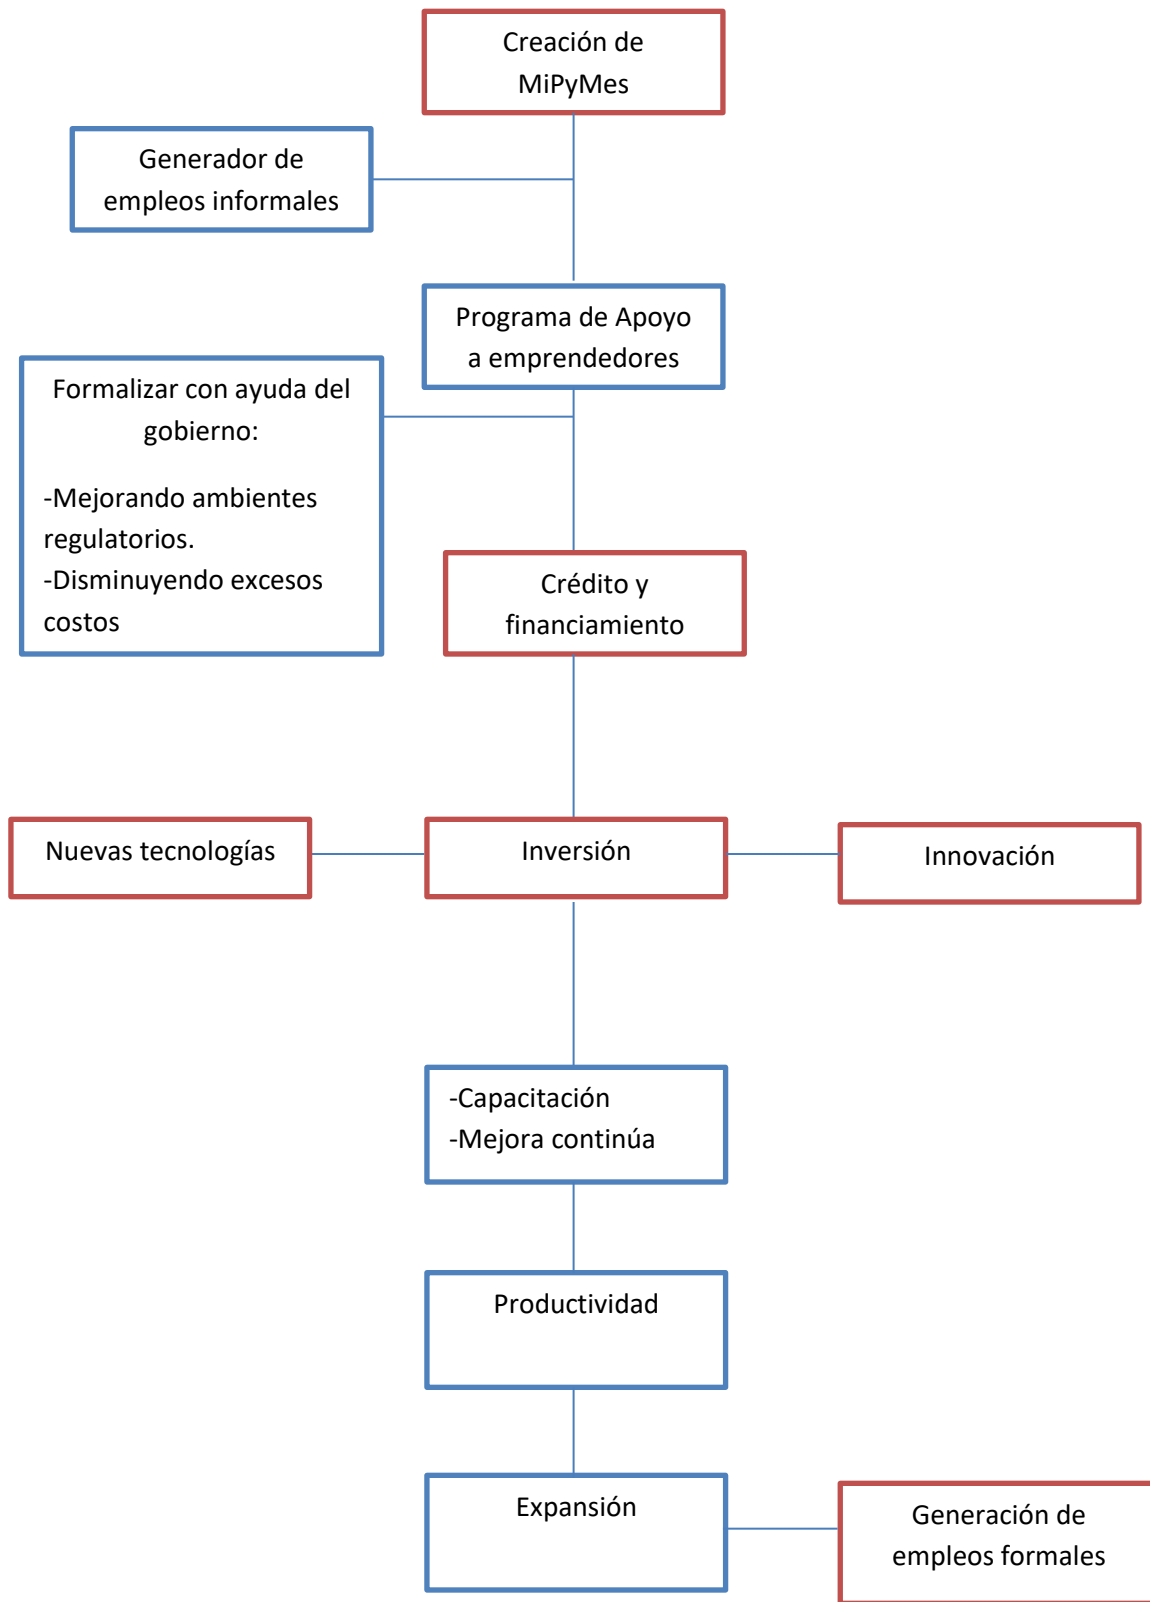 Creación de
MiPyMes
Generador de
empleos informales
Programa de Apoyo
a emprendedores
Formalizar con ayuda del
gobierno:
-Mejorando ambientes
regulatorios.
-Disminuyendo excesos
costos
Crédito y
financiamiento
Nuevas tecnologías
Inversión
Innovación
-Capacitación
-Mejora continúa
Productividad
Expansión
Generación de
empleos formales